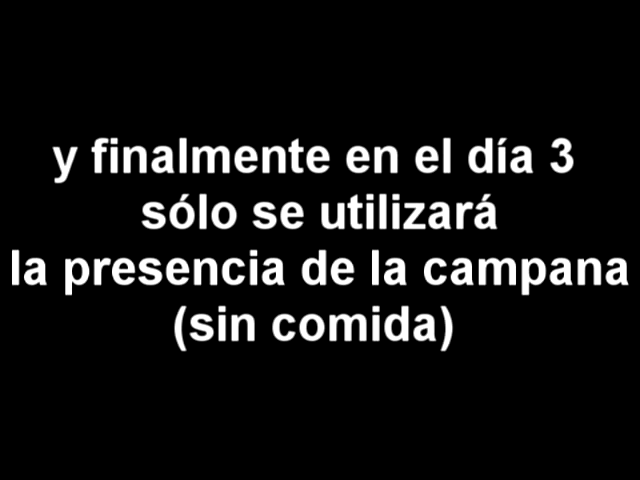 y finalmente en el día 3
sólo se utilizará
la presencia de la campana
(sin comida)